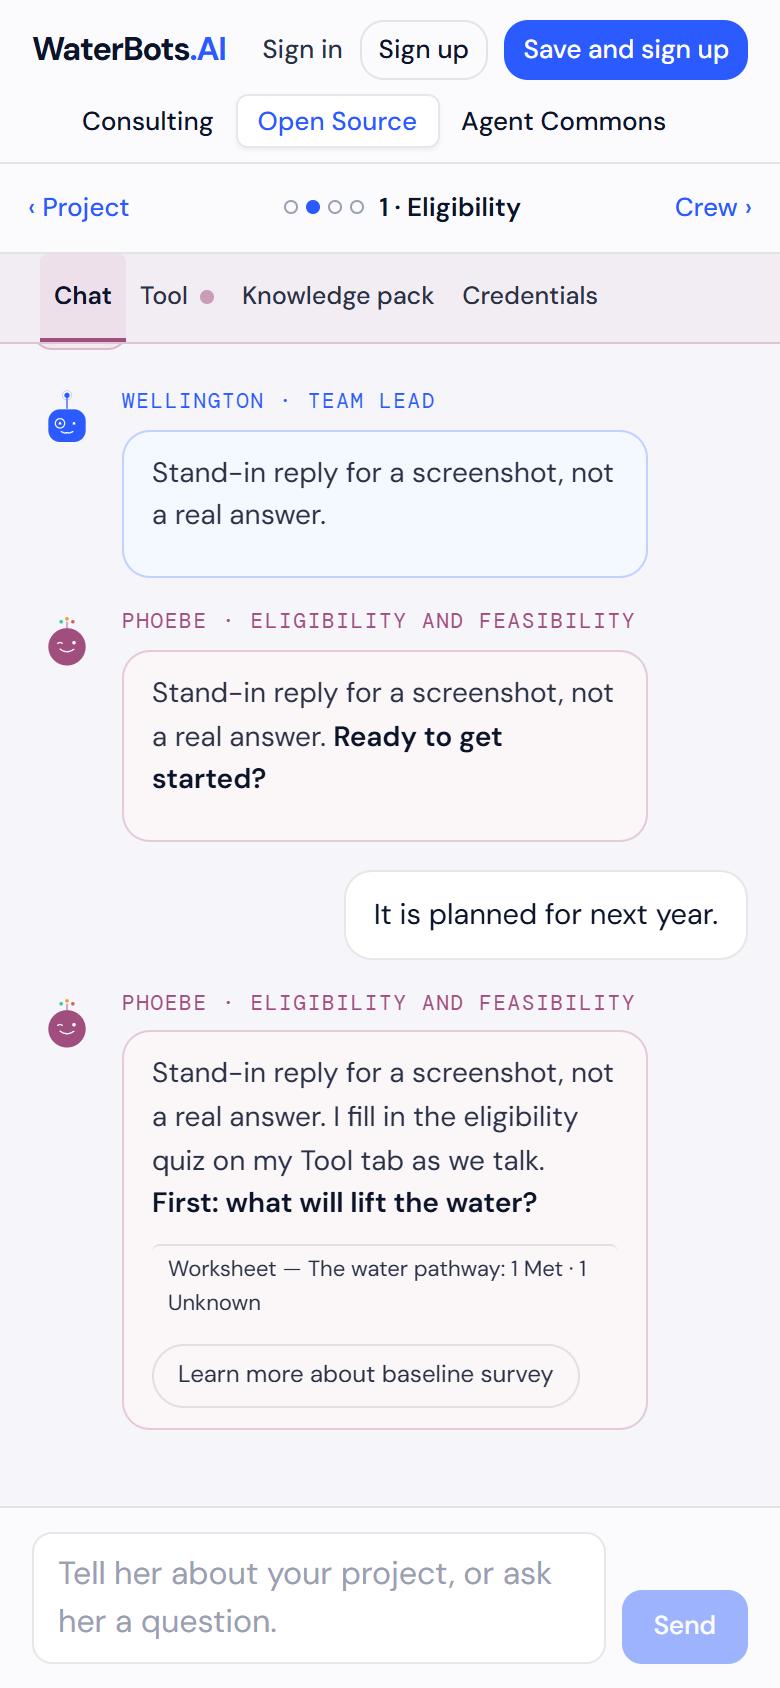 WaterBots.AI Sign in Sign up Save and sign up
Consulting Open Source Agent Commons
‹ Project 1 · Eligibility Crew ›
Chat Tool Knowledge pack Credentials
WELLINGTON · TEAM LEAD
Stand-in reply for a screenshot, not
a real answer.
PHOEBE · ELIGIBILITY AND FEASIBILITY
Stand-in reply for a screenshot, not
a real answer. Ready to get
started?
It is planned for next year.
PHOEBE · ELIGIBILITY AND FEASIBILITY
Stand-in reply for a screenshot, not
a real answer. I fill in the eligibility
quiz on my Tool tab as we talk.
First: what will lift the water?
Worksheet — The water pathway: 1 Met · 1
Unknown
Learn more about baseline survey
Tell her about your project, or ask
her a question.
Send